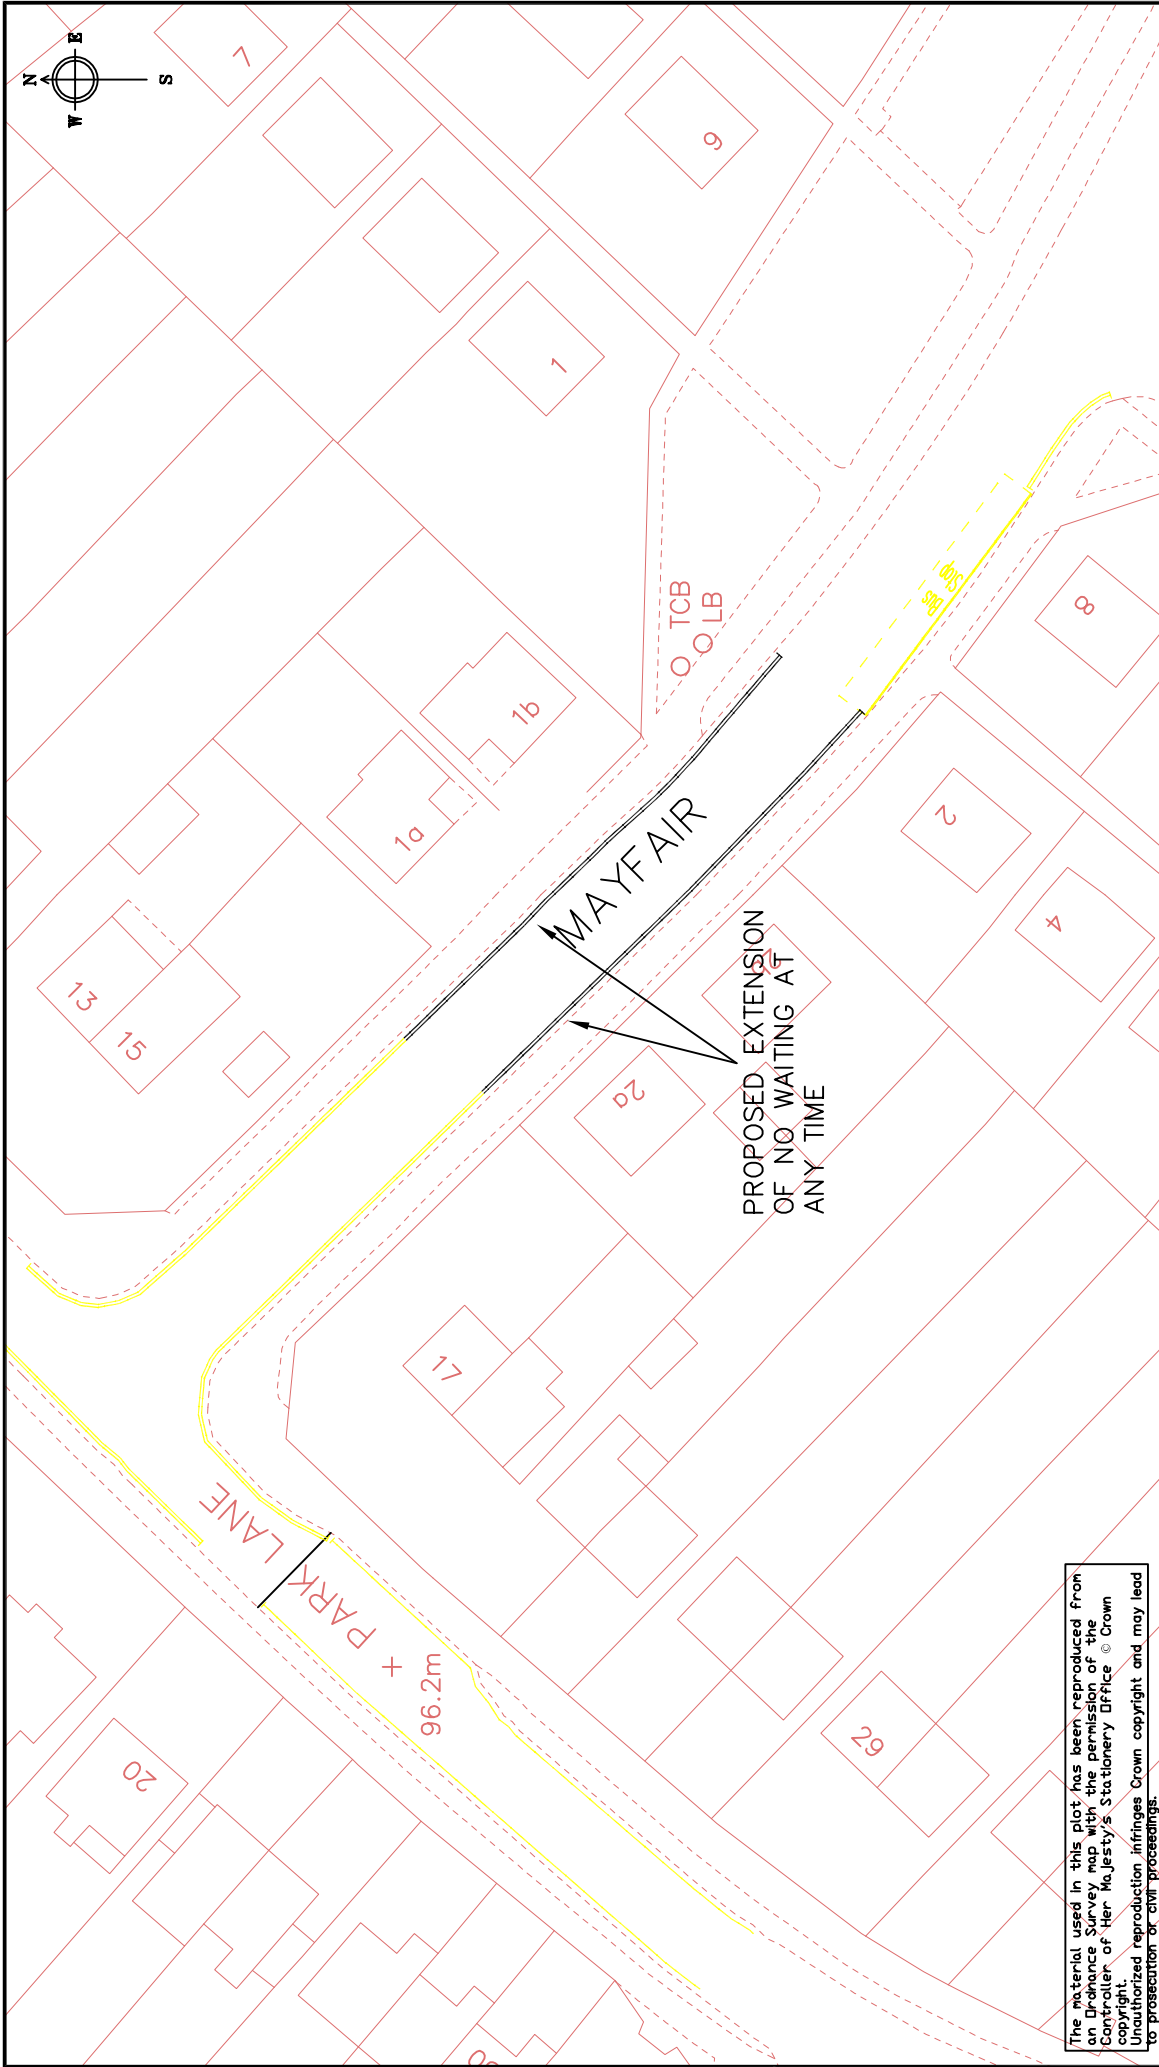 N
W E
S
7
9
1
1b
1a
TCB
LB
13
15
8
2
4
2b
2a
Bus
Stop
MAYFAIR
PROPOSED EXTENSION
OF NO WAITING AT
ANY TIME
17
PARK LANE
96.2m
20
29
The material used in this plot has been reproduced from
an Ordnance Survey map with the permission of the
Controller of Her Majesty's Stationery Office © Crown
copyright.
Unauthorized reproduction infringes Crown copyright and may lead
to prosecution or civil proceedings.